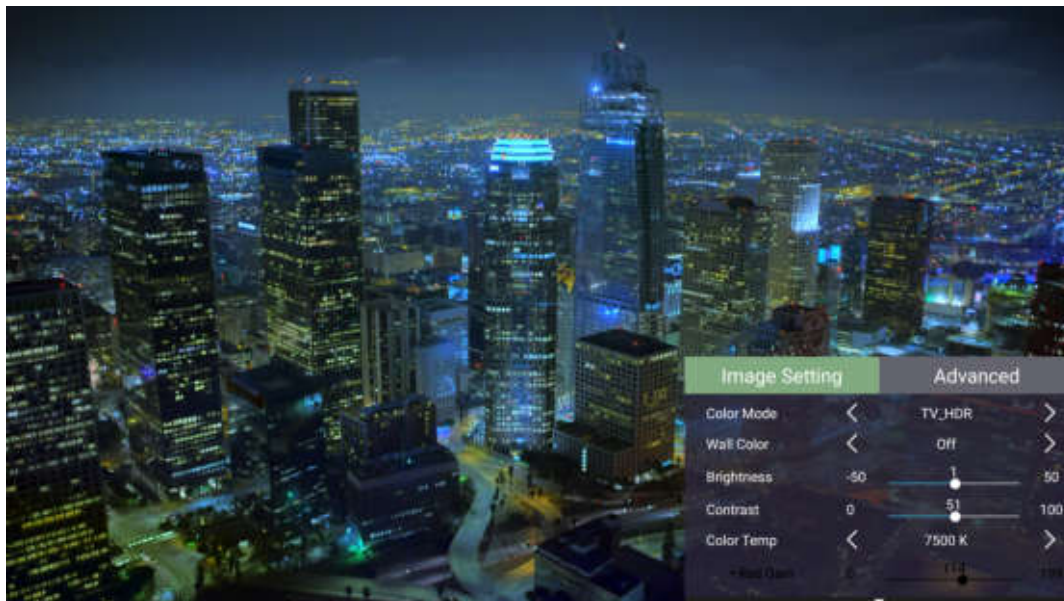 Image Setting Advanced
Color Mode < TV_HDR >
Wall Color < Off >
Brightness -50 1 50
Contrast 0 51 100
Color Temp < 7500 K >